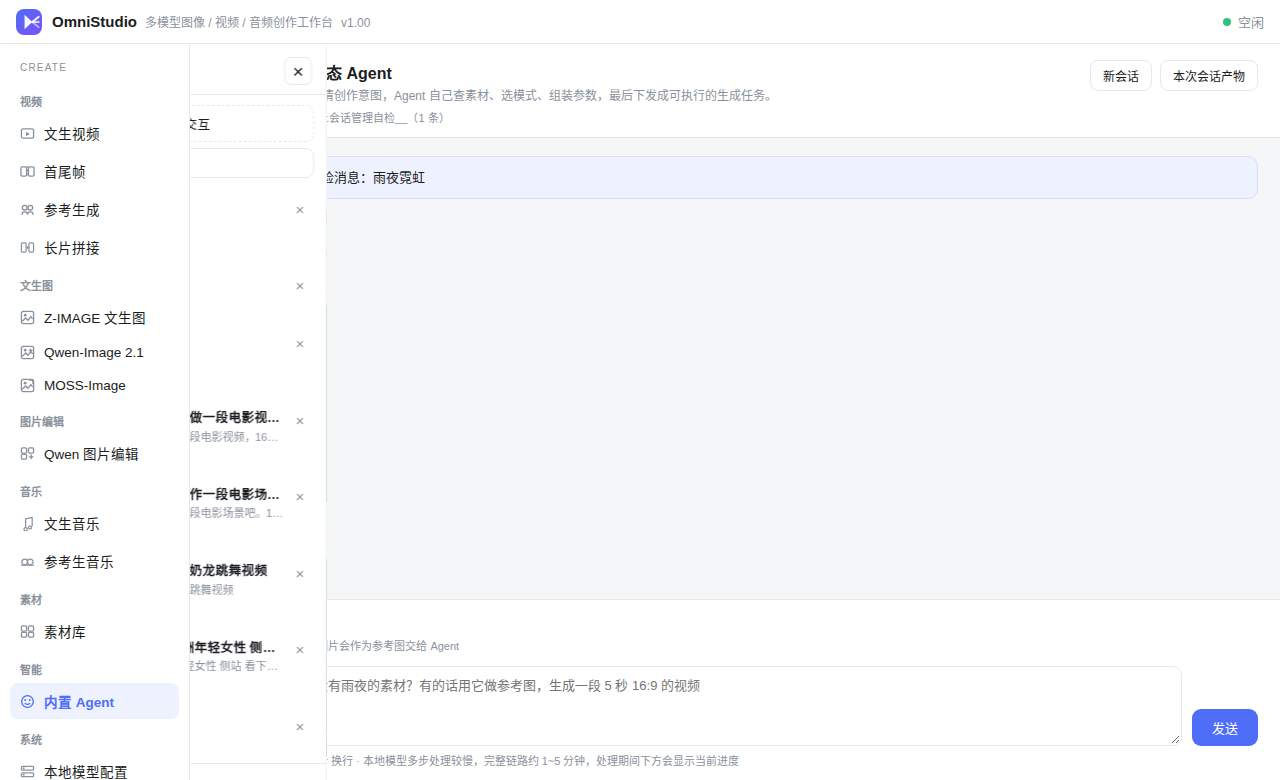 OmniStudio 多模型图像 / 视频 / 音频创作工作台 v1.00
空闲
CREATE
视频
文生视频
首尾帧
参考生成
长片拼接
文生图
Z-IMAGE 文生图
Qwen-Image 2.1
MOSS-Image
图片编辑
Qwen 图片编辑
音乐
文生音乐
参考生音乐
素材
素材库
智能
内置 Agent
系统
本地模型配置
×
交互
×
×
×
做一段电影视...
段电影视频，16...
×
作一段电影场...
段电影场景吧。1...
×
奶龙跳舞视频
跳舞视频
×
年轻女性 侧...
轻女性 侧站 看下...
×
×
态 Agent
创作意图，Agent 自己查素材、选模式、组装参数，最后下发成可执行的生成任务。
会话管理自检__（1 条）
新会话
本次会话产物
消息：雨夜霓虹
片会作为参考图交给 Agent
有雨夜的素材？有的话用它做参考图，生成一段 5 秒 16:9 的视频
发送
换行 · 本地模型多步处理较慢，完整链路约 1~5 分钟，处理期间下方会显示当前进度